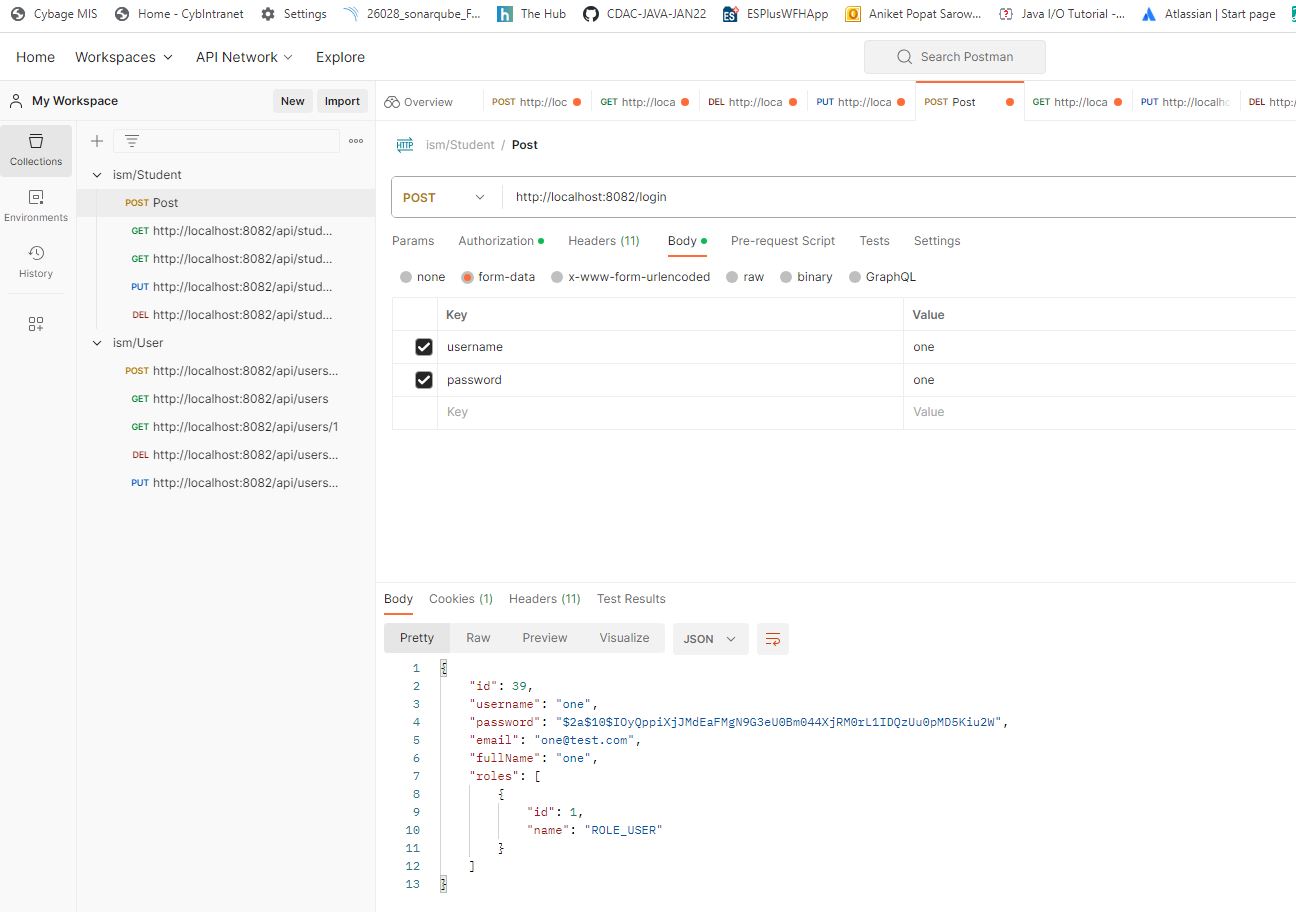 Cybage MIS Home - CybIntranet Settings 26028_sonarqube_F... The Hub CDAC-JAVA-JAN22 ESPlusWFHApp Aniket Popat Sarow... Java I/O Tutorial -... Atlassian | Start page
Home Workspaces API Network Explore Search Postman
My Workspace New Import
Overview POST http://loc GET http://loca DEL http://loca PUT http://loca POST Post GET http://loca PUT http://localh DEL http:/
Collections
Environments
History
ism/Student
POST Post
GET http://localhost:8082/api/stud...
GET http://localhost:8082/api/stud...
PUT http://localhost:8082/api/stud...
DEL http://localhost:8082/api/stud...
ism/User
POST http://localhost:8082/api/users...
GET http://localhost:8082/api/users
GET http://localhost:8082/api/users/1
DEL http://localhost:8082/api/users...
PUT http://localhost:8082/api/users...
HTTP ism/Student / Post
POST http://localhost:8082/login
Params Authorization Headers (11) Body Pre-request Script Tests Settings
none form-data x-www-form-urlencoded raw binary GraphQL
Key Value
username one
password one
Key Value
Body Cookies (1) Headers (11) Test Results
Pretty Raw Preview Visualize JSON
1 {
2 "id": 39,
3 "username": "one",
4 "password": "$2a$10$IOyQppiXjJMdEaFMgN9G3eU0Bm044XjRM0rL1IDQzUu0pMD5Kiu2W",
5 "email": "one@test.com",
6 "fullName": "one",
7 "roles": [
8 {
9 "id": 1,
10 "name": "ROLE_USER"
11 }
12 ]
13 }